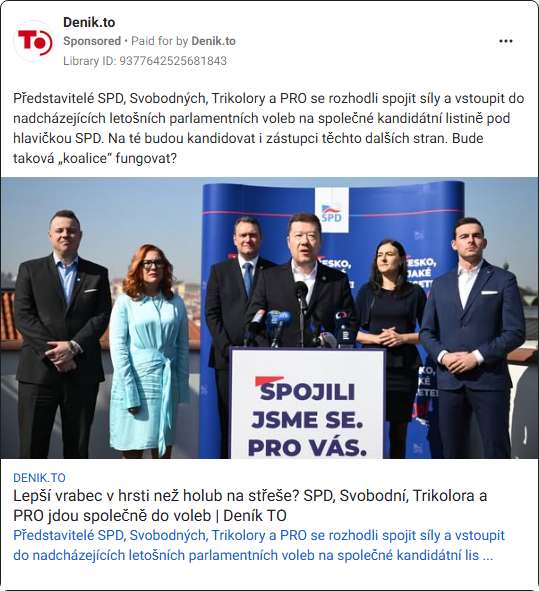 Denik.to
Sponsored • Paid for by Denik.to
Library ID: 9377642525681843
TO
Představitelé SPD, Svobodných, Trikolory a PRO se rozhodli spojit síly a vstoupit do
nadcházejících letošních parlamentních voleb na společné kandidátní listině pod
hlavičkou SPD. Na té budou kandidovat i zástupci těchto dalších stran. Bude
taková „koalice“ fungovat?
SPD
SPOJILI
JSME SE.
PRO VÁS.
DENIK.TO
Lepší vrabec v hrsti než holub na střeše? SPD, Svobodní, Trikolora a
PRO jdou společně do voleb | Deník TO
Představitelé SPD, Svobodných, Trikolory a PRO se rozhodli spojit síly a vstoupit
do nadcházejících letošních parlamentních voleb na společné kandidátní lis ...